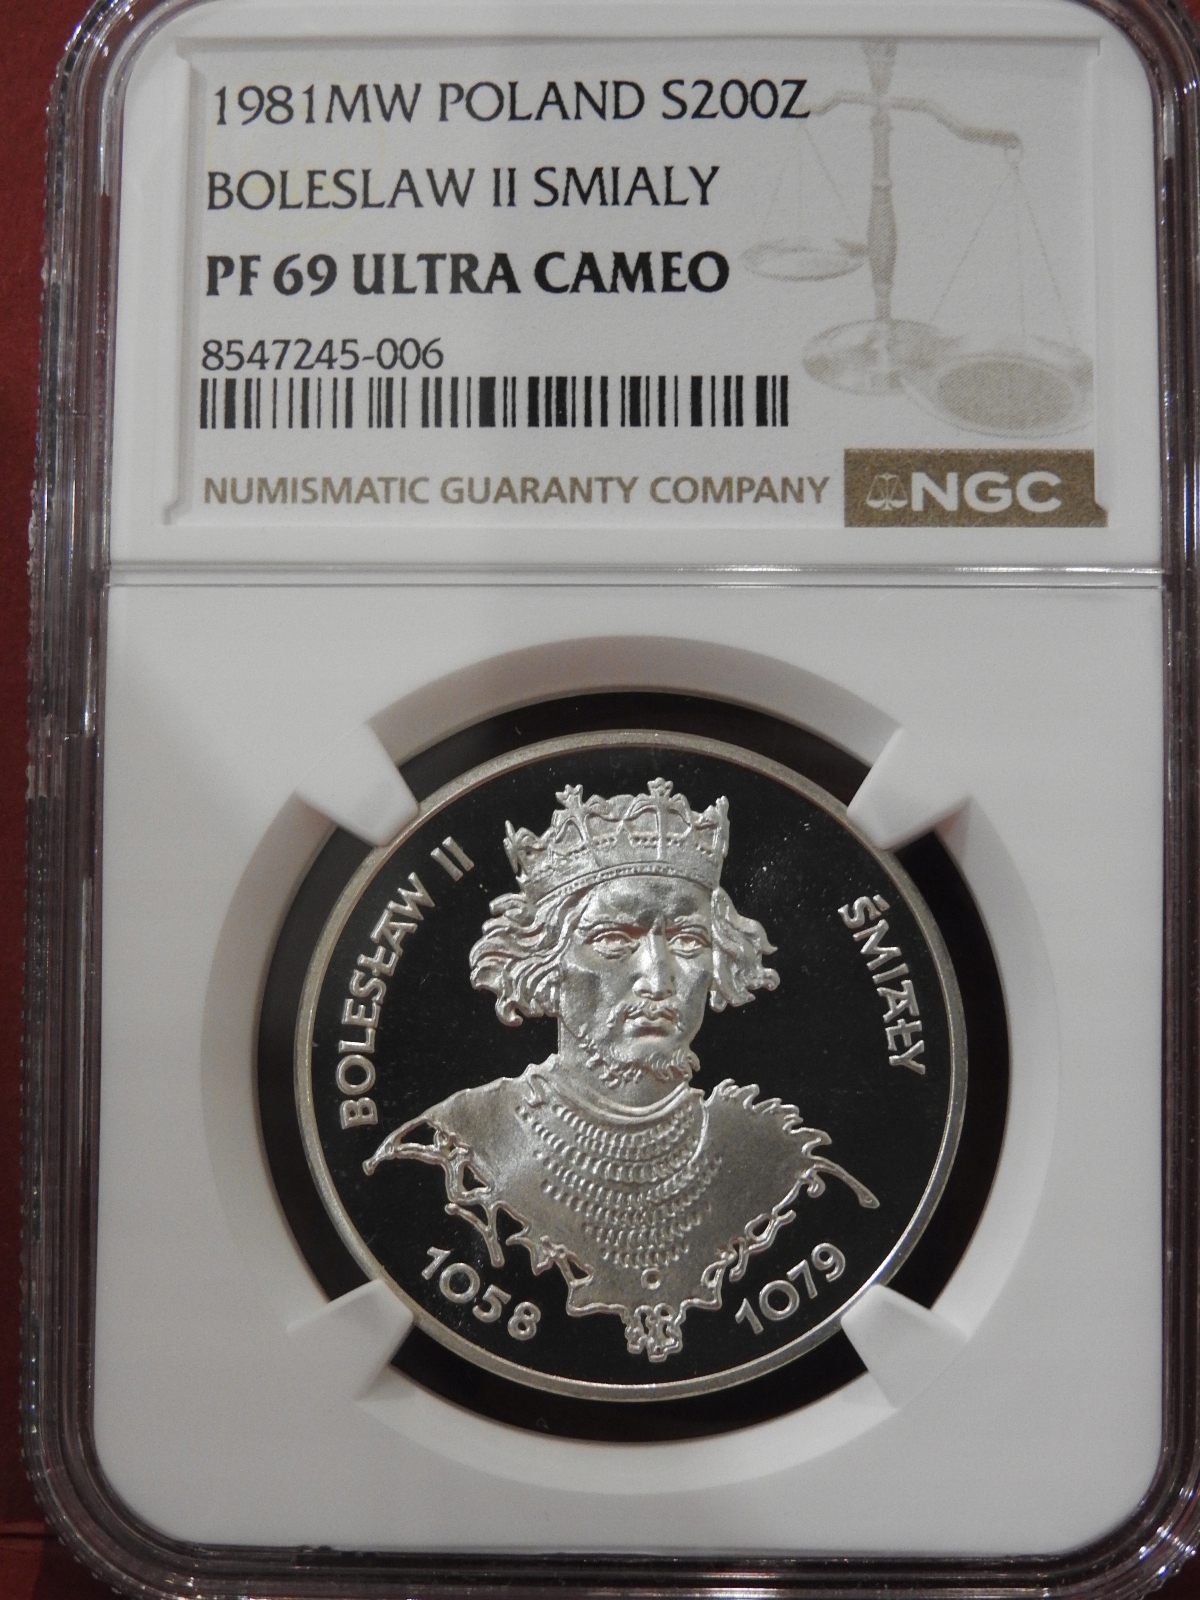 1981MW POLAND S200Z
BOLESLAW II SMIALY
PF 69 ULTRA CAMEO
8547245-006
NUMISMATIC GUARANTY COMPANY
NGC
BOLESŁAW II
ŚMIAŁY
1058
1079